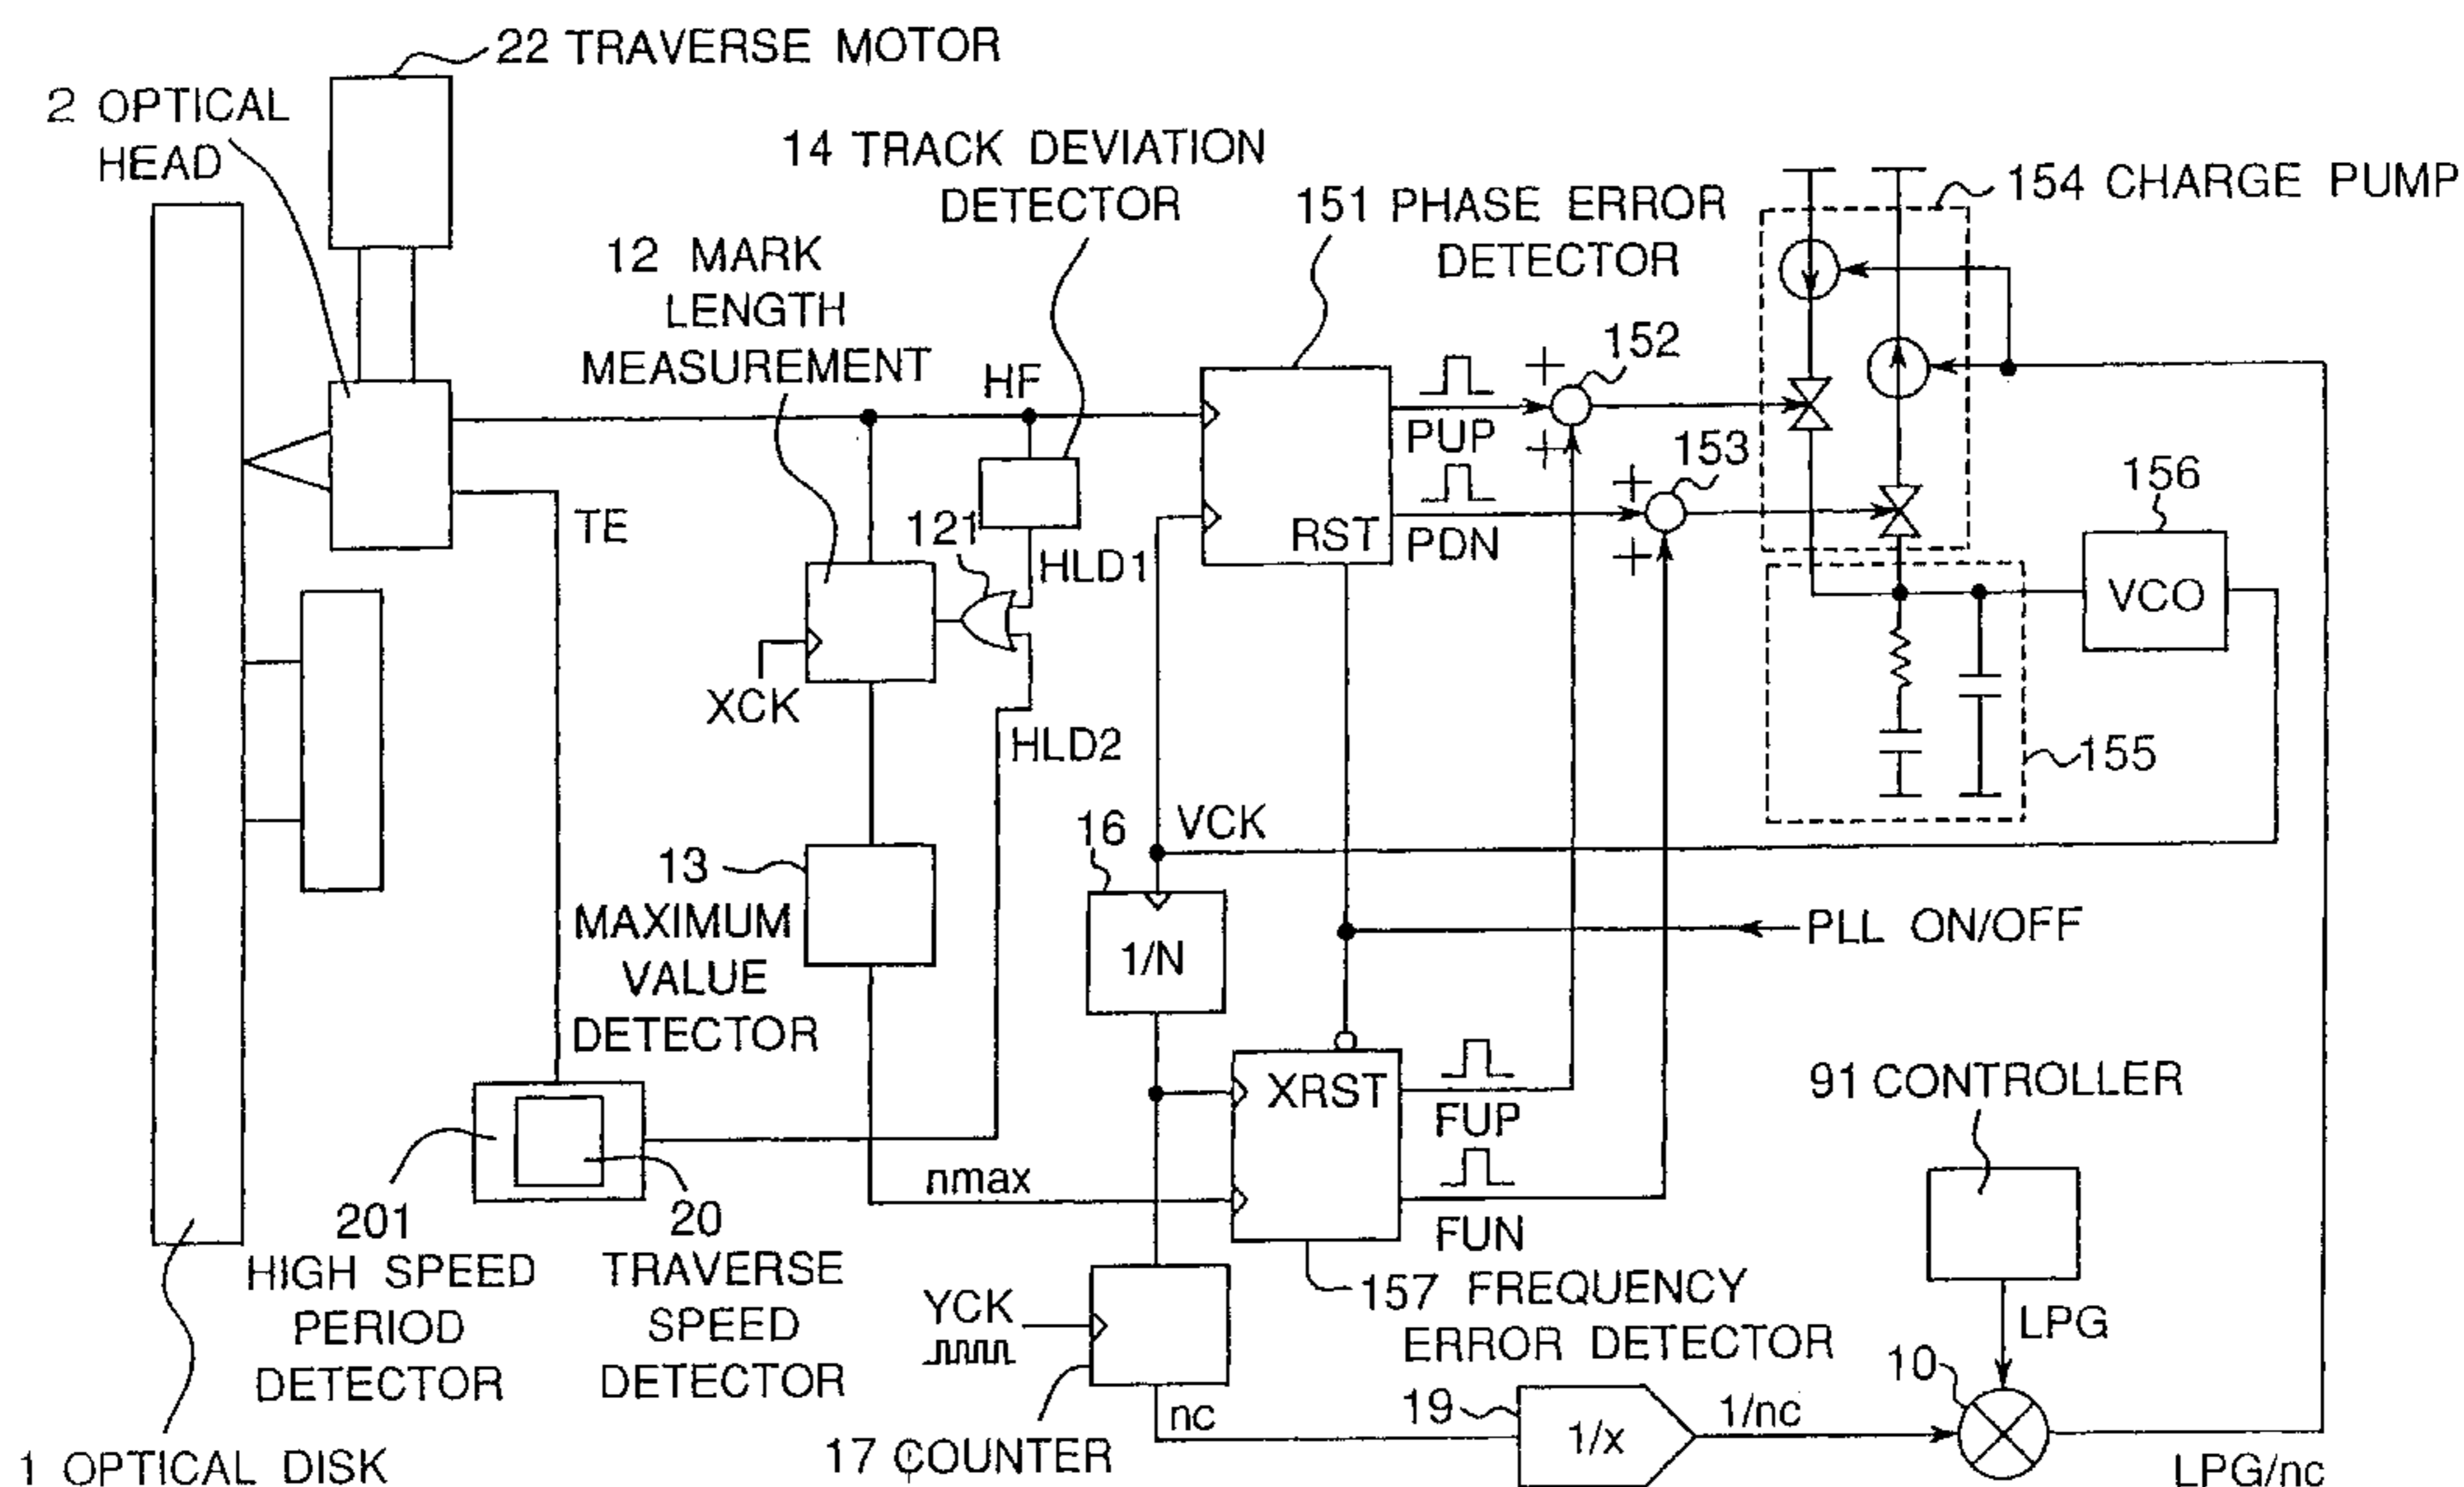 22 TRAVERSE MOTOR
2 OPTICAL
HEAD
14 TRACK DEVIATION
DETECTOR
12 MARK
LENGTH
MEASUREMENT
151 PHASE ERROR
DETECTOR
154 CHARGE PUMP
HF
+
152
PUP
+
+
153
RST
PDN
+
TE
121
HLD1
XCK
HLD2
156
VCO
155
13
MAXIMUM
VALUE
DETECTOR
16
VCK
1/N
PLL ON/OFF
XRST
FUP
FUN
nmax
91 CONTROLLER
201
HIGH SPEED
PERIOD
DETECTOR
20
TRAVERSE
SPEED
DETECTOR
YCK
157 FREQUENCY
ERROR DETECTOR
LPG
10
19
1/x
1/nc
nc
17 COUNTER
1 OPTICAL DISK
LPG/nc